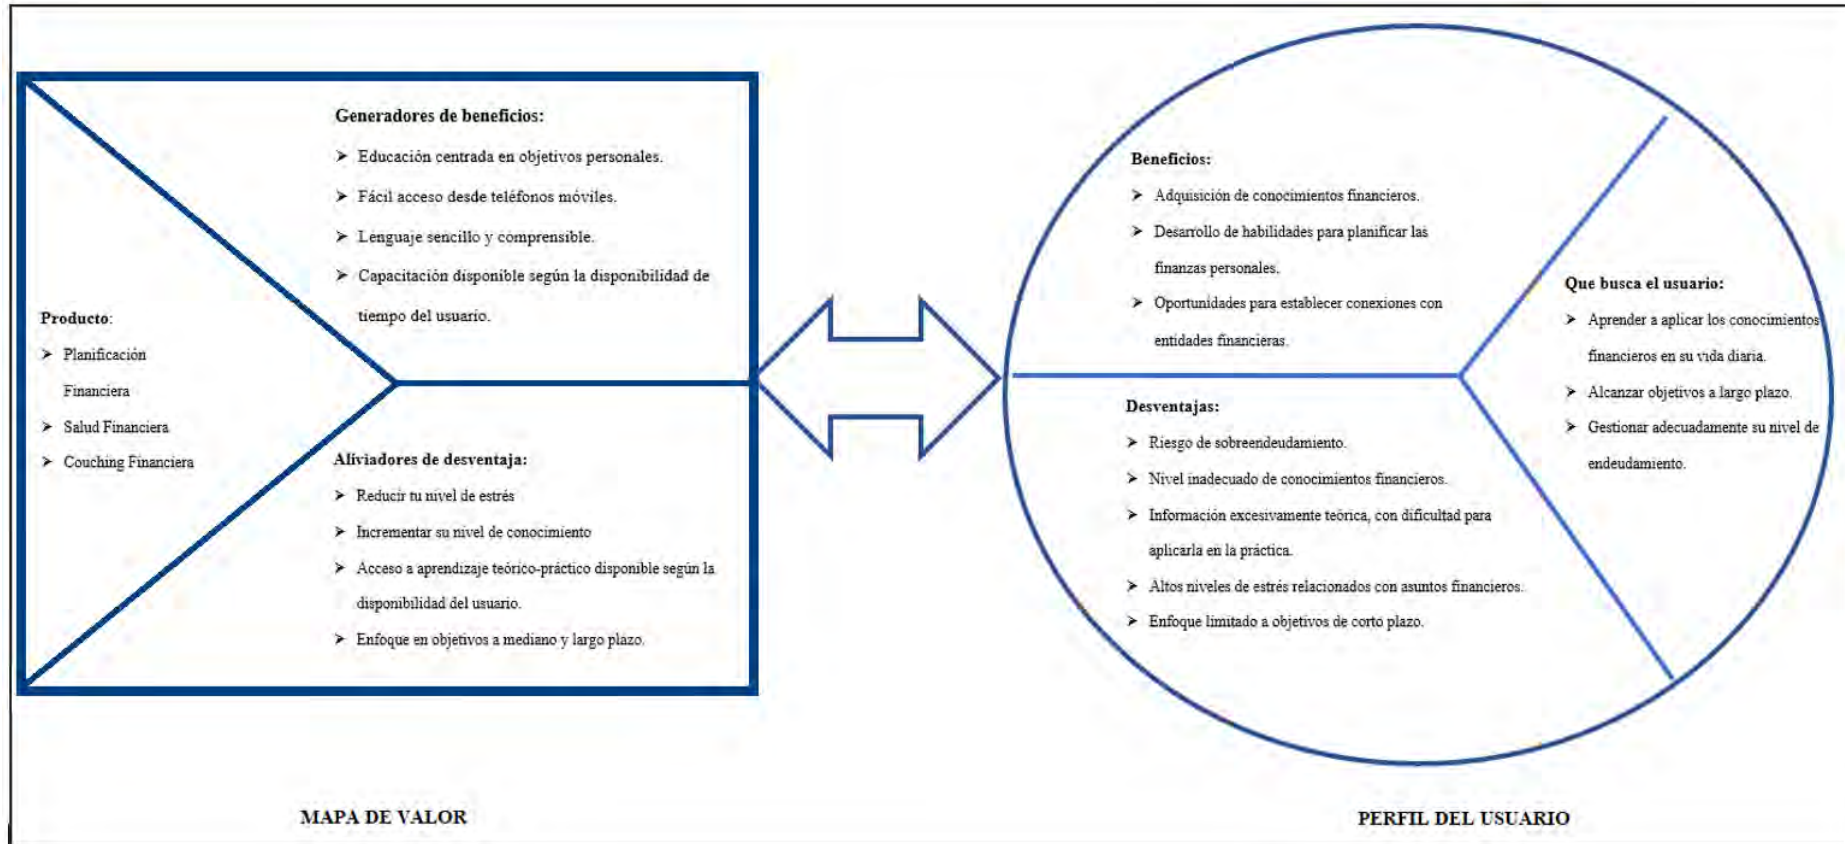 Producto:
➤ Planificación
Financiera
➤ Salud Financiera
➤ Couching Financiera
Generadores de beneficios:
➤ Educación centrada en objetivos personales.
➤ Fácil acceso desde teléfonos móviles.
➤ Lenguaje sencillo y comprensible.
➤ Capacitación disponible según la disponibilidad de
tiempo del usuario.
Aliviadores de desventaja:
➤ Reducir tu nivel de estrés
➤ Incrementar su nivel de conocimiento
➤ Acceso a aprendizaje teórico-práctico disponible según la
disponibilidad del usuario.
➤ Enfoque en objetivos a mediano y largo plazo.
MAPA DE VALOR
Beneficios:
➤ Adquisición de conocimientos financieros.
➤ Desarrollo de habilidades para planificar las
finanzas personales.
➤ Oportunidades para establecer conexiones con
entidades financieras.
Desventajas:
➤ Riesgo de sobreendeudamiento.
➤ Nivel inadecuado de conocimientos financieros.
➤ Información excesivamente teórica, con dificultad para
aplicarla en la práctica.
➤ Altos niveles de estrés relacionados con asuntos financieros.
➤ Enfoque limitado a objetivos de corto plazo.
Que busca el usuario:
➤ Aprender a aplicar los conocimientos
financieros en su vida diaria.
➤ Alcanzar objetivos a largo plazo.
➤ Gestionar adecuadamente su nivel de
endeudamiento.
PERFIL DEL USUARIO